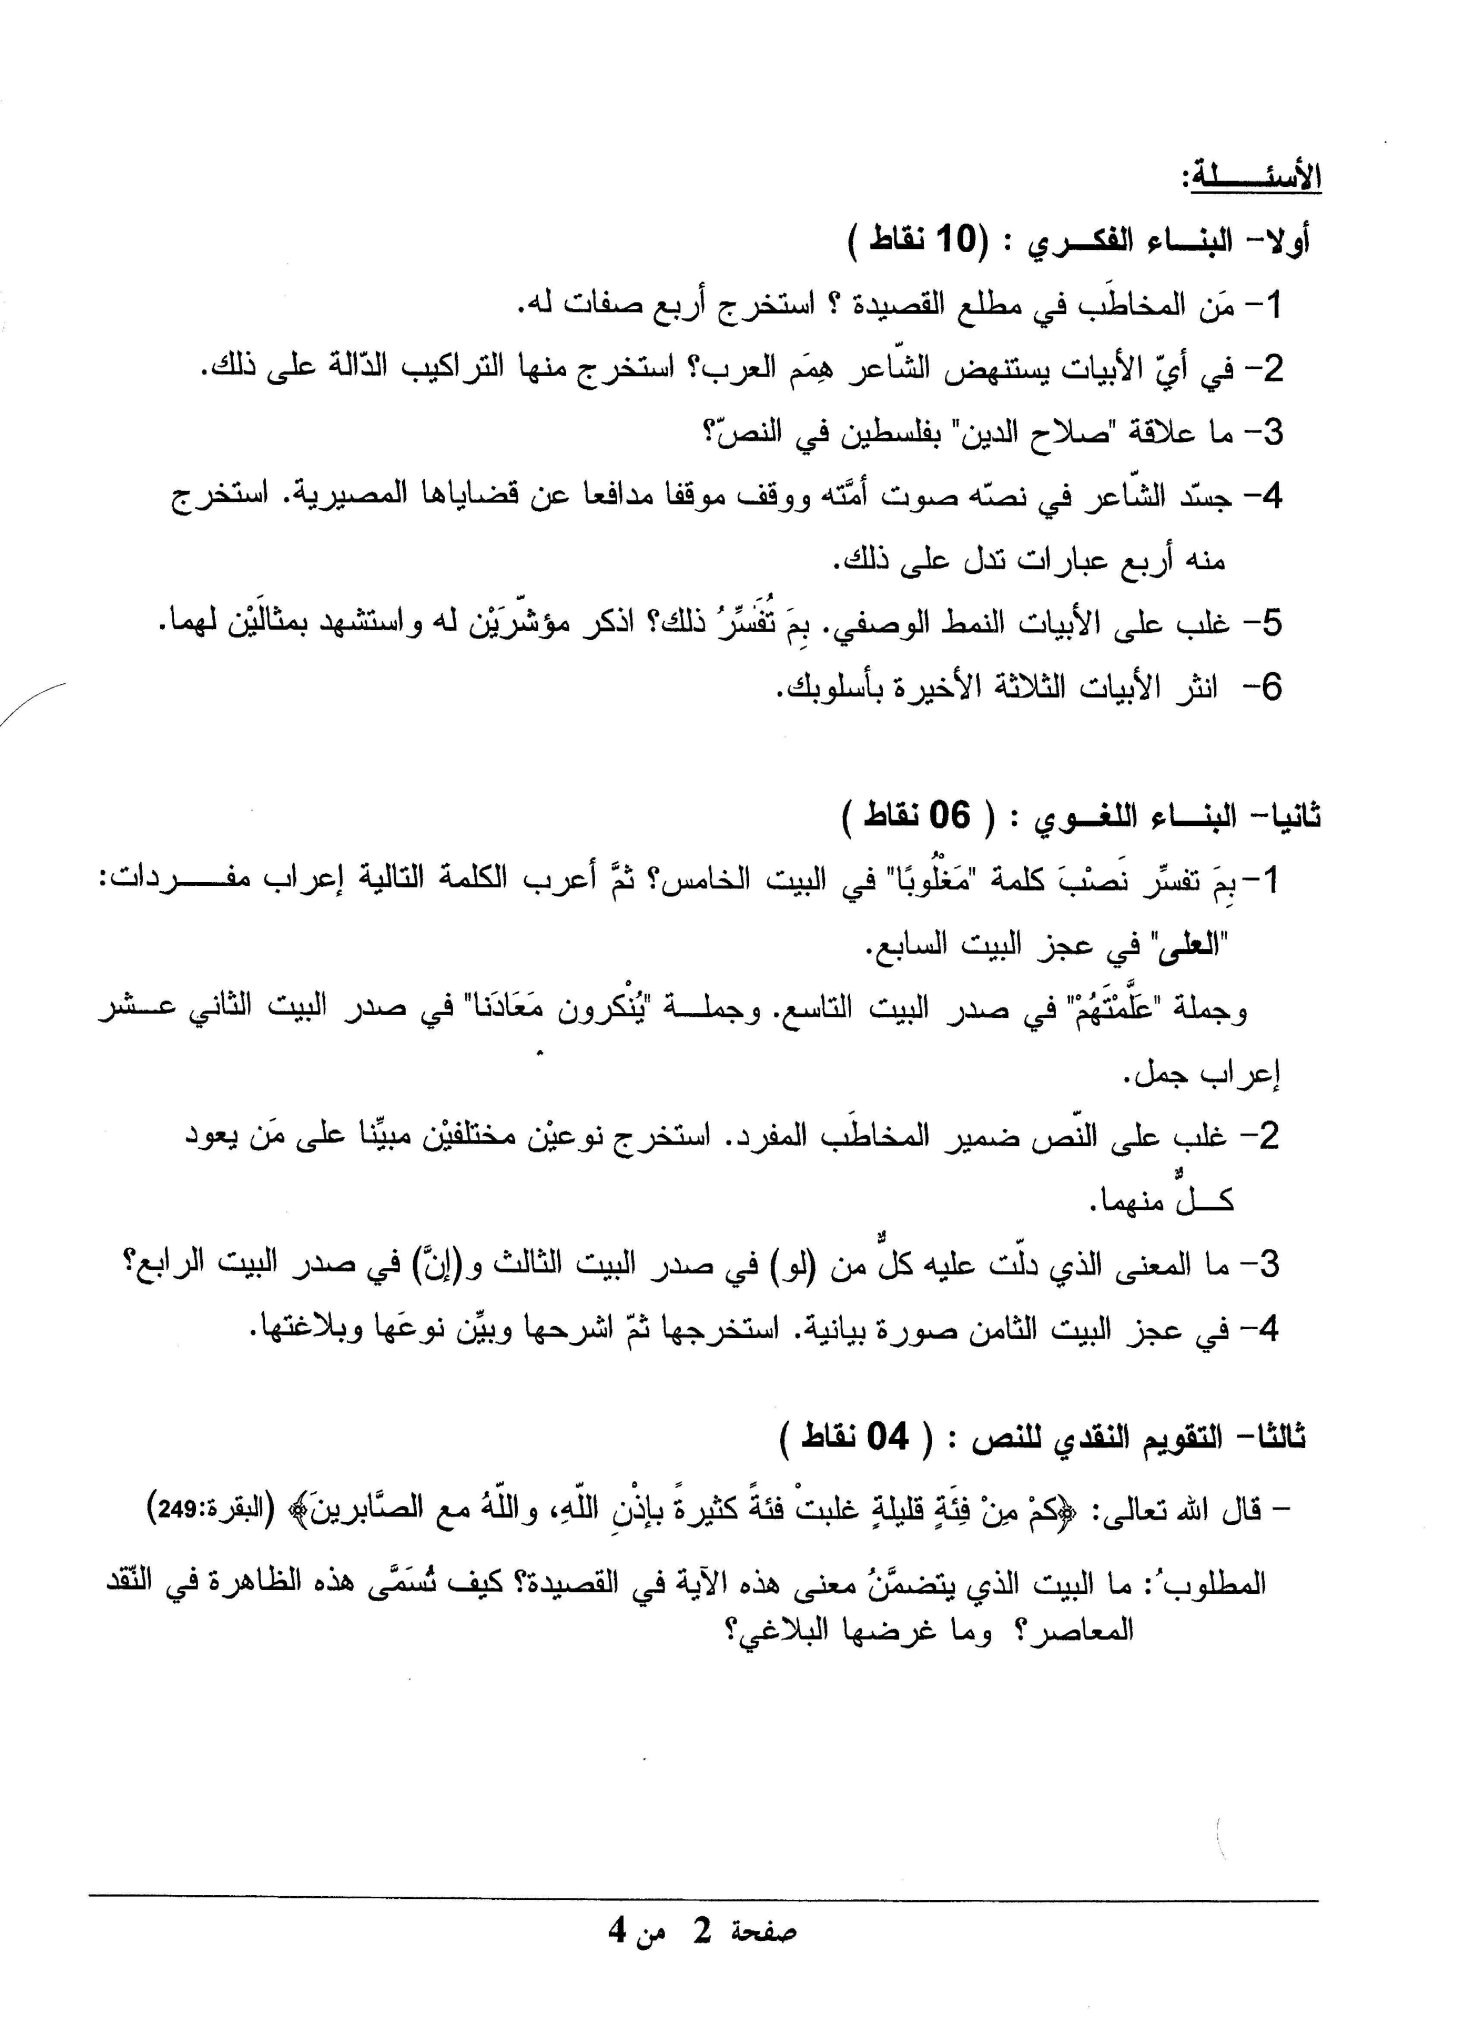 الأسئـــــلة:
أولا- البنـــاء الفكـــري : (10 نقاط )
1- مَن المخاطَب في مطلع القصيدة ؟ استخرج أربع صفات له.
2- في أيّ الأبيات يستنهض الشّاعر هِمَم العرب؟ استخرج منها التراكيب الدّالة على ذلك.
3- ما علاقة "صلاح الدين" بفلسطين في النصّ؟
4- جسّد الشّاعر في نصّه صوت أمَّته ووقف موقفا مدافعا عن قضاياها المصيرية. استخرج
منه أربع عبارات تدل على ذلك.
5- غلب على الأبيات النمط الوصفي. بِمَ تُفَسِّرُ ذلك؟ اذكر مؤشّرَيْن له واستشهد بمثالَيْن لهما.
6- انثر الأبيات الثلاثة الأخيرة بأسلوبك.
ثانيا- البنـــاء اللغـــوي : ( 06 نقاط )
1- بِمَ تفسِّر نَصْبَ كلمة "مَغْلُوبًا" في البيت الخامس؟ ثمَّ أعرب الكلمة التالية إعراب مفـــردات:
"العلى" في عجز البيت السابع.
وجملة "عَلَّمْتَهُمْ" في صدر البيت التاسع. وجملـــة "يُنْكرون مَعَادَنا" في صدر البيت الثاني عـــشر
إعراب جمل.
2- غلب على النّص ضمير المخاطَب المفرد. استخرج نوعيْن مختلفيْن مبيِّنا على مَن يعود
كـــلٌّ منهما.
3- ما المعنى الذي دلّت عليه كلٌّ من (لو) في صدر البيت الثالث و(إنَّ) في صدر البيت الرابع؟
4- في عجز البيت الثامن صورة بيانية. استخرجها ثمّ اشرحها وبيِّن نوعَها وبلاغتها.
ثالثا- التقويم النقدي للنص : ( 04 نقاط )
- قال الله تعالى: ﴿كمْ مِنْ فِئَةٍ قليلةٍ غلبتْ فئةً كثيرةً بإذْنِ اللّهِ، واللّهُ مع الصَّابرينَ﴾ (البقرة:249)
المطلوبُ: ما البيت الذي يتضمَّنُ معنى هذه الآية في القصيدة؟ كيف تُسَمَّى هذه الظاهرة في النّقد
المعاصر؟ وما غرضها البلاغي؟
صفحة 2 من 4